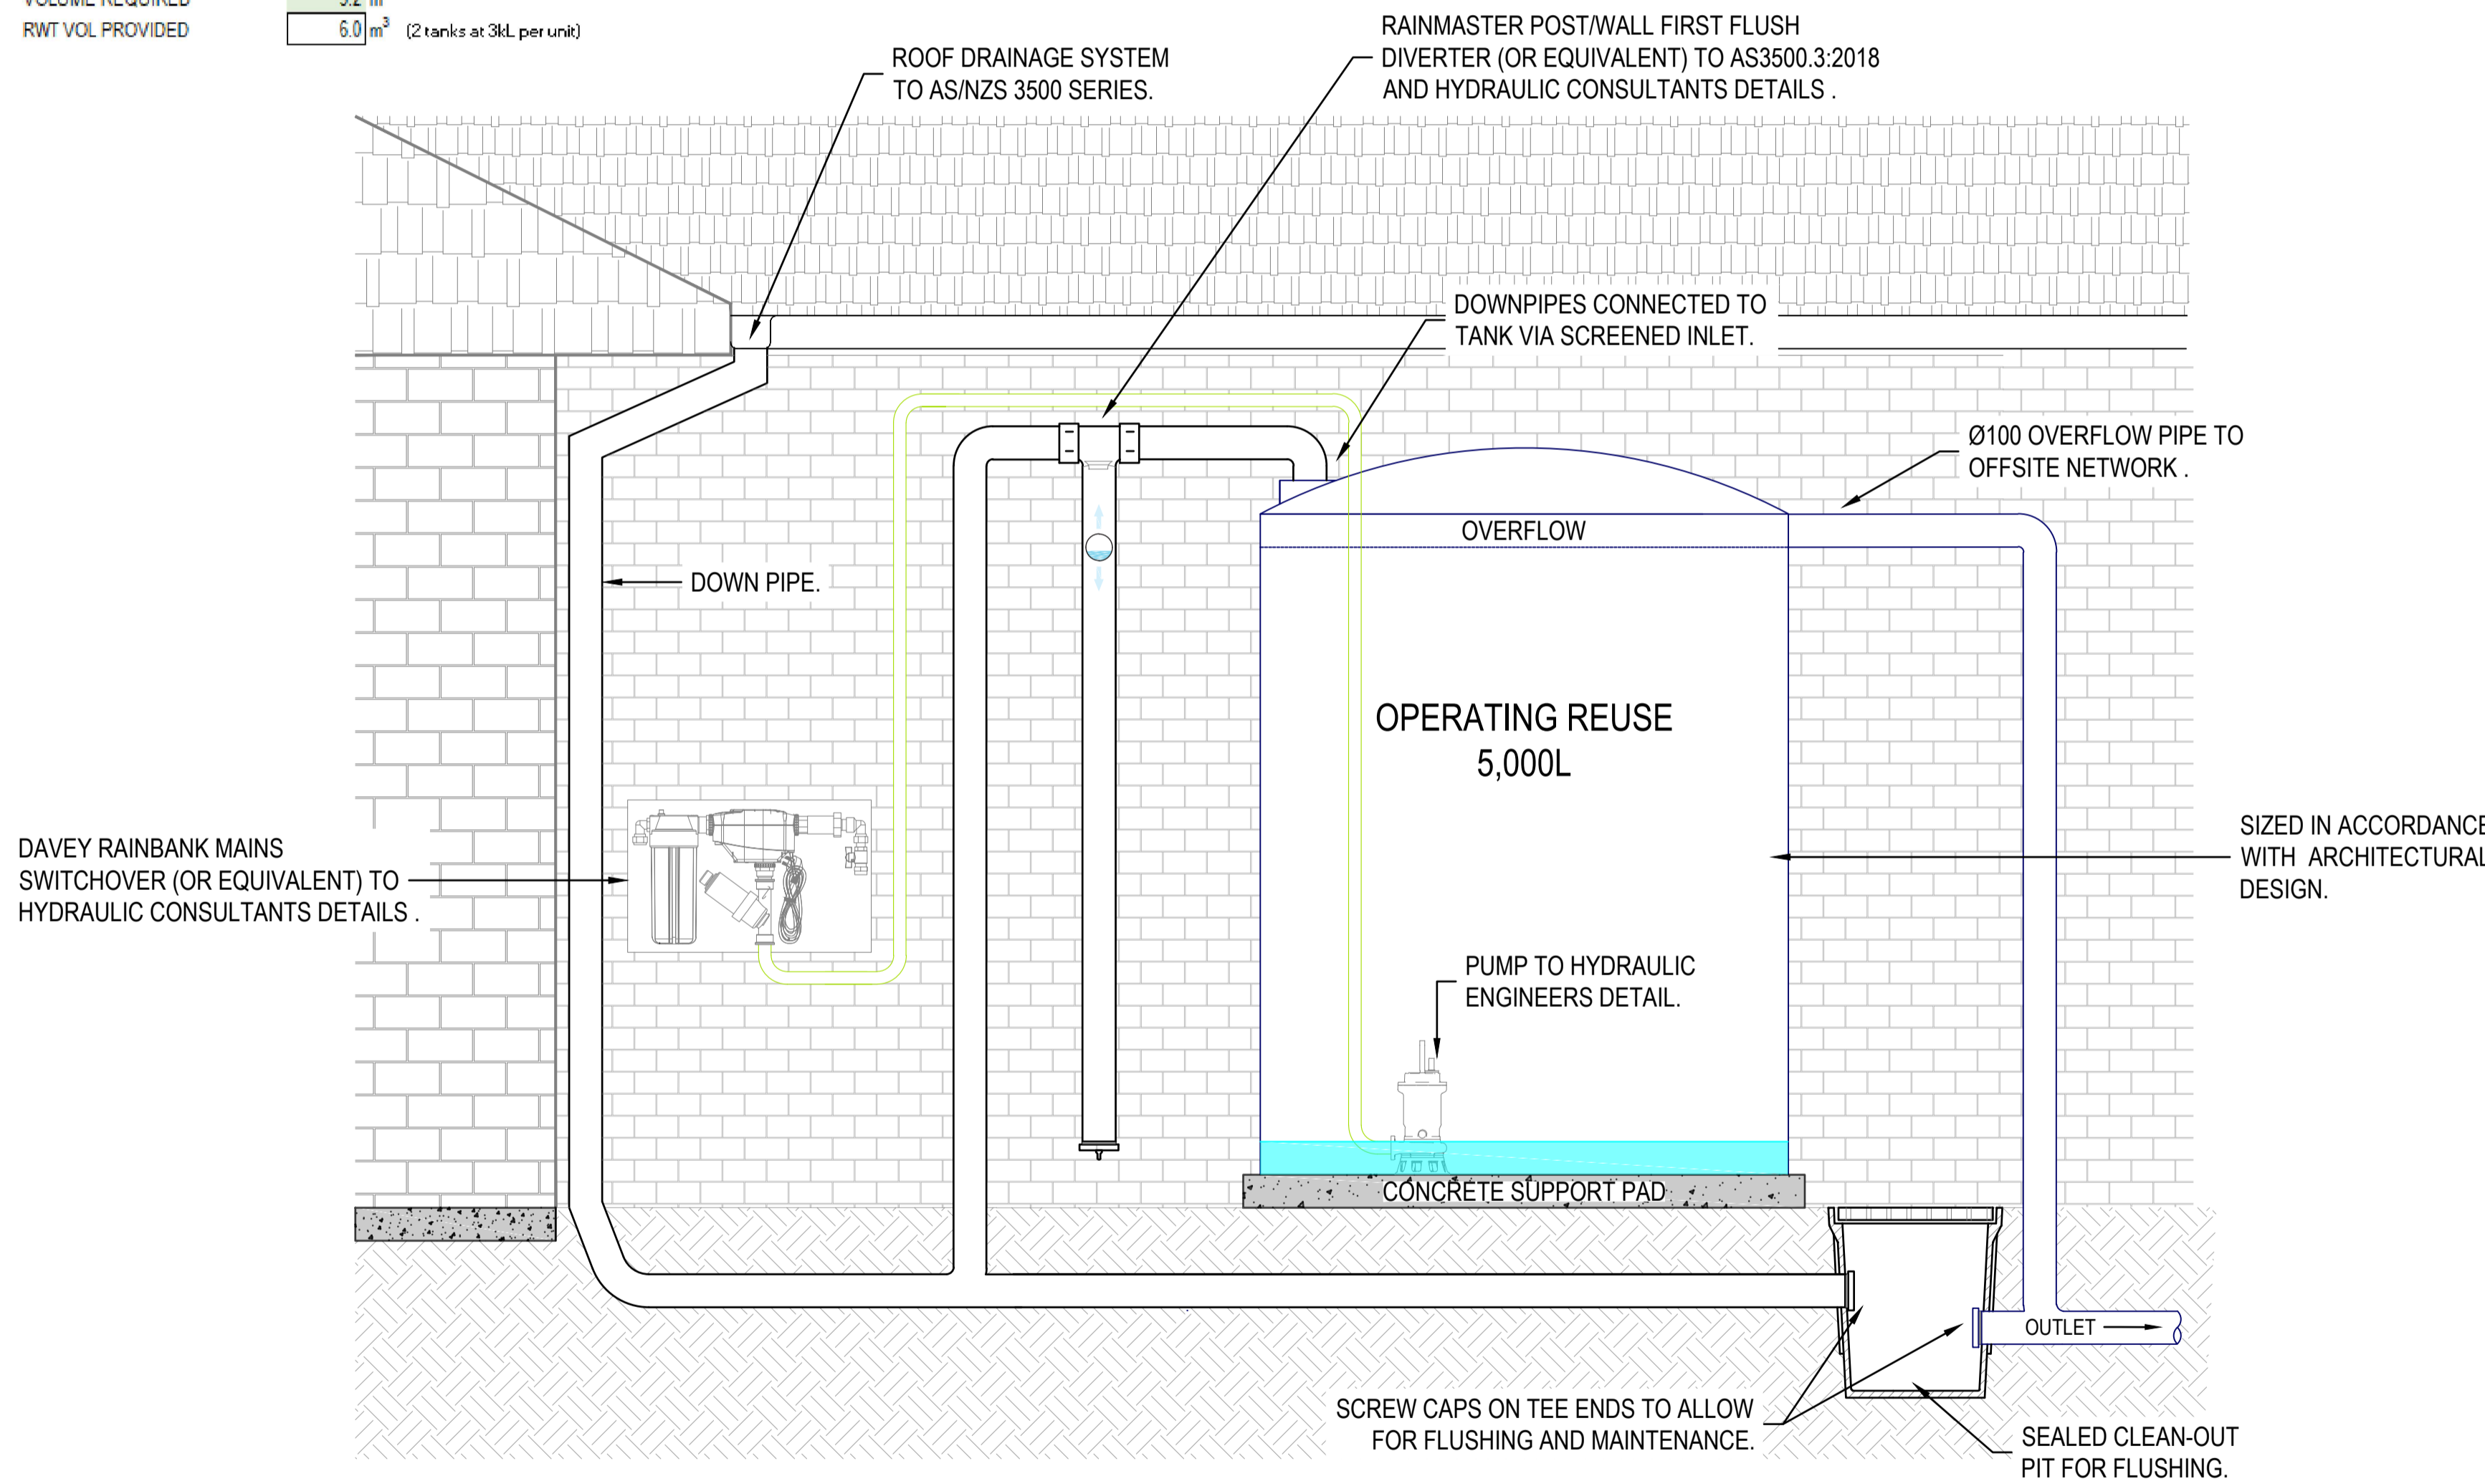 VOLUME REQUIRED m
RWT VOL PROVIDED 6.0 m³ (2 tanks at 3kL per unit)
ROOF DRAINAGE SYSTEM
TO AS/NZS 3500 SERIES.
RAINMASTER POST/WALL FIRST FLUSH
DIVERTER (OR EQUIVALENT) TO AS3500.3:2018
AND HYDRAULIC CONSULTANTS DETAILS .
DOWNPIPES CONNECTED TO
TANK VIA SCREENED INLET.
Ø100 OVERFLOW PIPE TO
OFFSITE NETWORK .
OVERFLOW
DOWN PIPE.
OPERATING REUSE
5,000L
DAVEY RAINBANK MAINS
SWITCHOVER (OR EQUIVALENT) TO
HYDRAULIC CONSULTANTS DETAILS .
SIZED IN ACCORDANCE
WITH ARCHITECTURAL
DESIGN.
PUMP TO HYDRAULIC
ENGINEERS DETAIL.
CONCRETE SUPPORT PAD
OUTLET
SCREW CAPS ON TEE ENDS TO ALLOW
FOR FLUSHING AND MAINTENANCE.
SEALED CLEAN-OUT
PIT FOR FLUSHING.